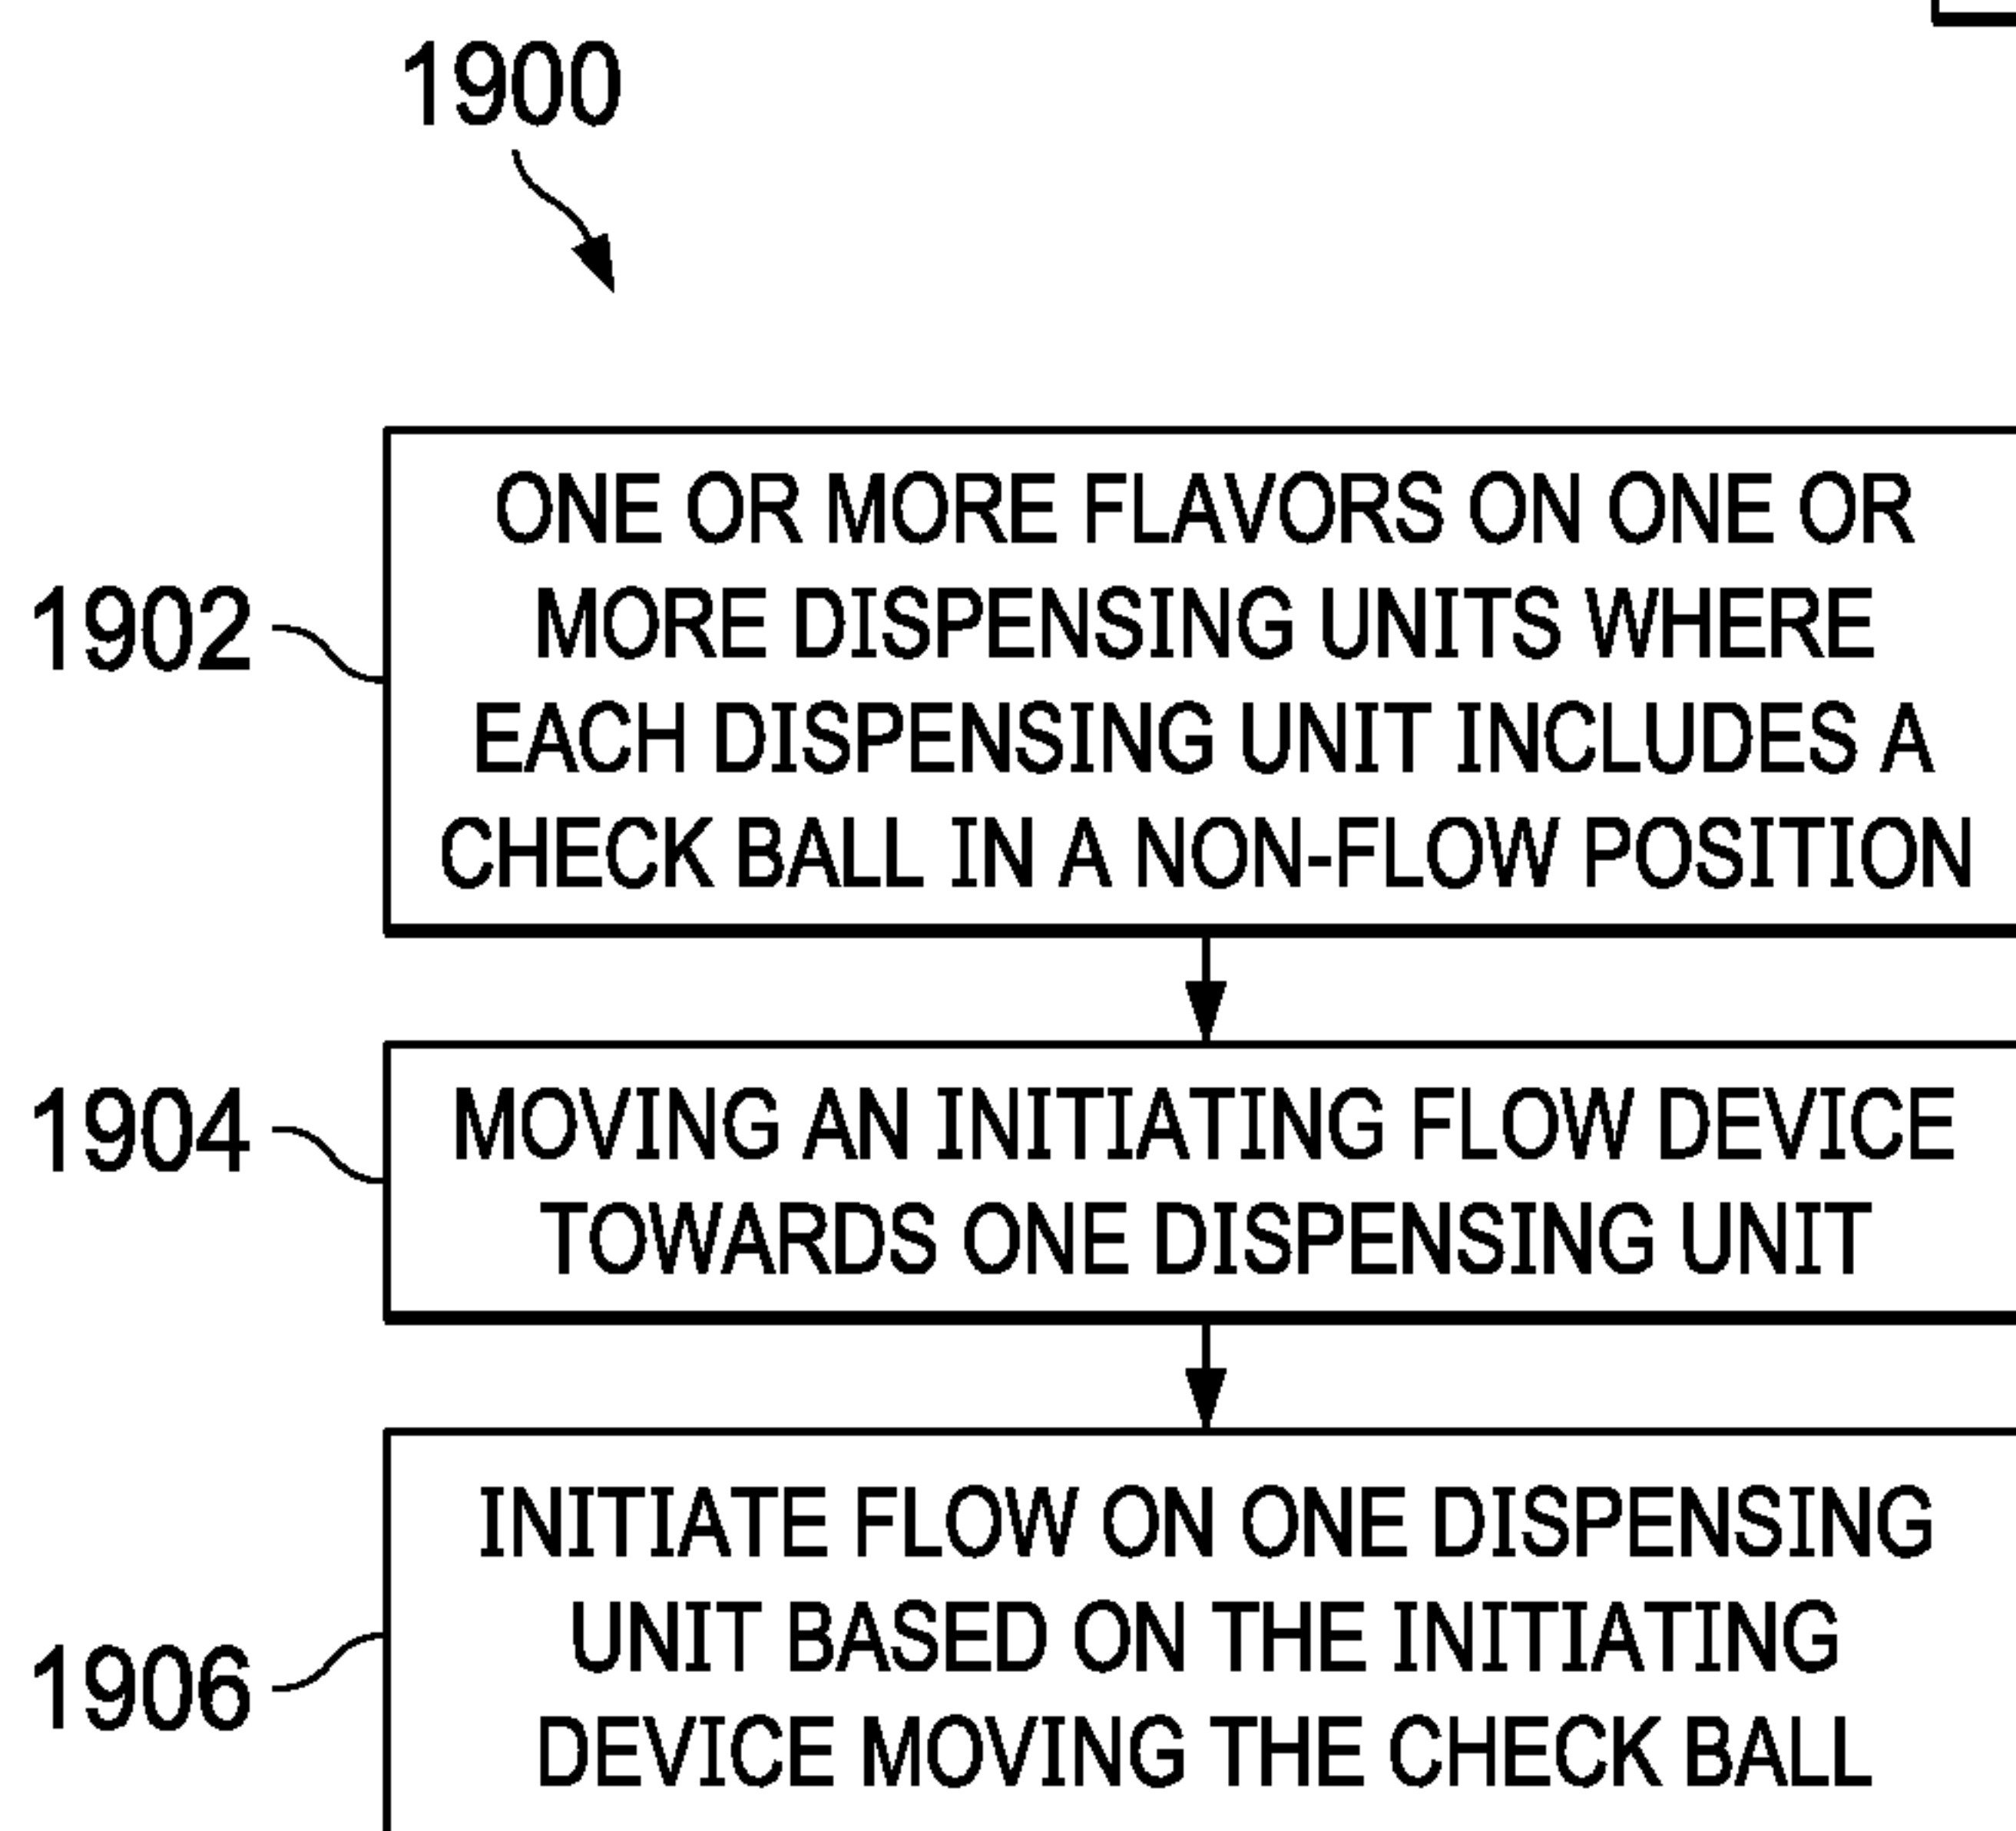 1900
1902
ONE OR MORE FLAVORS ON ONE OR
MORE DISPENSING UNITS WHERE
EACH DISPENSING UNIT INCLUDES A
CHECK BALL IN A NON-FLOW POSITION
1904
MOVING AN INITIATING FLOW DEVICE
TOWARDS ONE DISPENSING UNIT
1906
INITIATE FLOW ON ONE DISPENSING
UNIT BASED ON THE INITIATING
DEVICE MOVING THE CHECK BALL